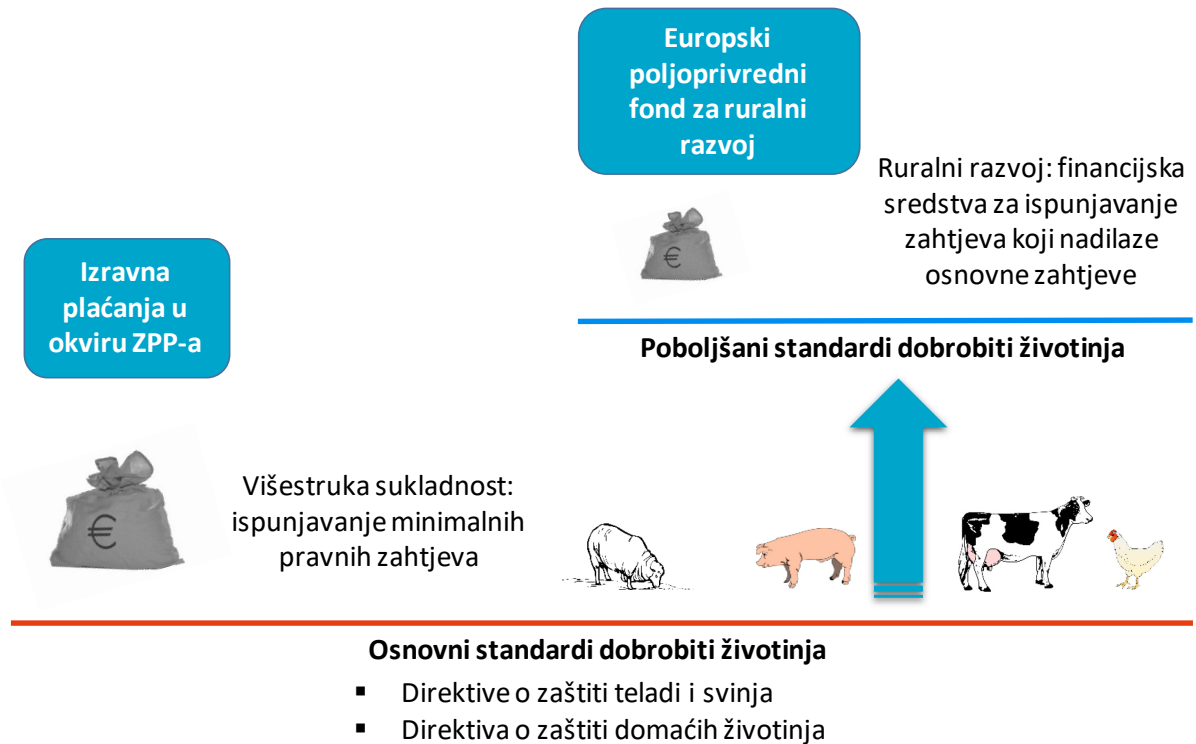 Europski
poljoprivredni
fond za ruralni
razvoj
Ruralni razvoj: financijska
sredstva za ispunjavanje
zahtjeva koji nadilaze
osnovne zahtjeve
€
Izravna
plaćanja u
okviru ZPP-a
Poboljšani standardi dobrobiti životinja
€
Višestruka sukladnost:
ispunjavanje minimalnih
pravnih zahtjeva
Osnovni standardi dobrobiti životinja
▪ Direktive o zaštiti teladi i svinja
▪ Direktiva o zaštiti domaćih životinja